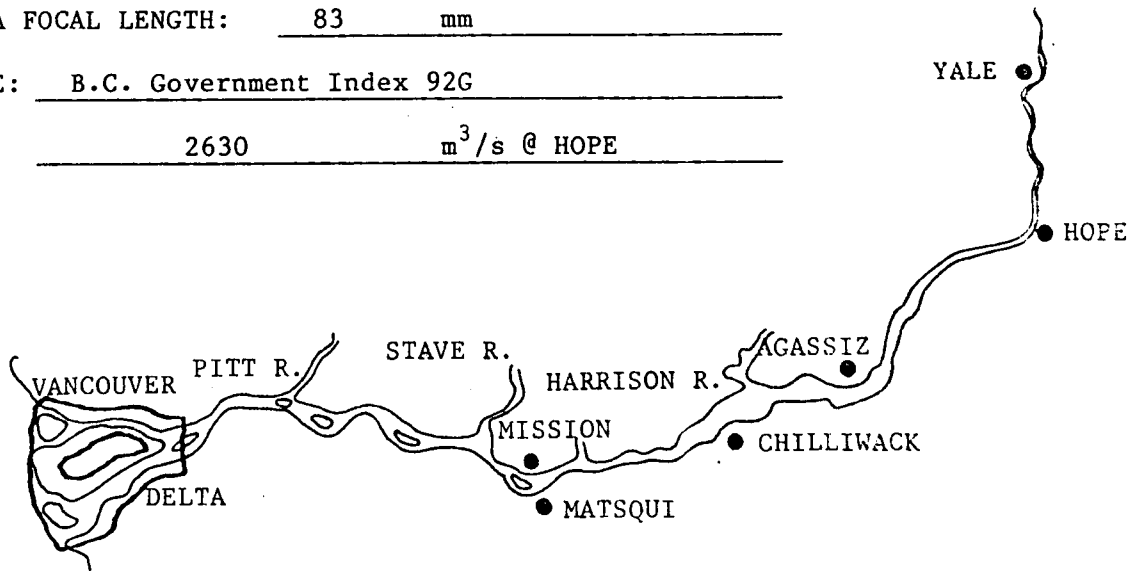 A FOCAL LENGTH: 83 mm
E: B.C. Government Index 92G
2630 m³/s @ HOPE
YALE
HOPE
AGASSIZ
STAVE R.
PITT R.
HARRISON R.
VANCOUVER
MISSION
CHILLIWACK
DELTA
MATSQUI